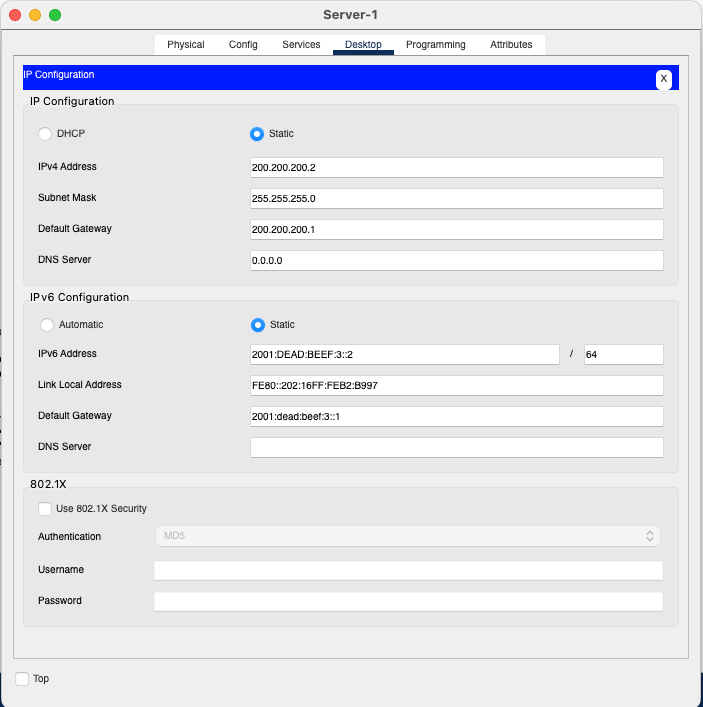 Server-1
Physical Config Services Desktop Programming Attributes
IP Configuration
X
IP Configuration
DHCP Static
IPv4 Address 200.200.200.2
Subnet Mask 255.255.255.0
Default Gateway 200.200.200.1
DNS Server 0.0.0.0
IPv6 Configuration
Automatic Static
IPv6 Address 2001:DEAD:BEEF:3::2 / 64
Link Local Address FE80::202:16FF:FEB2:B997
Default Gateway 2001:dead:beef:3::1
DNS Server
802.1X
Use 802.1X Security
Authentication MD5
Username
Password
Top